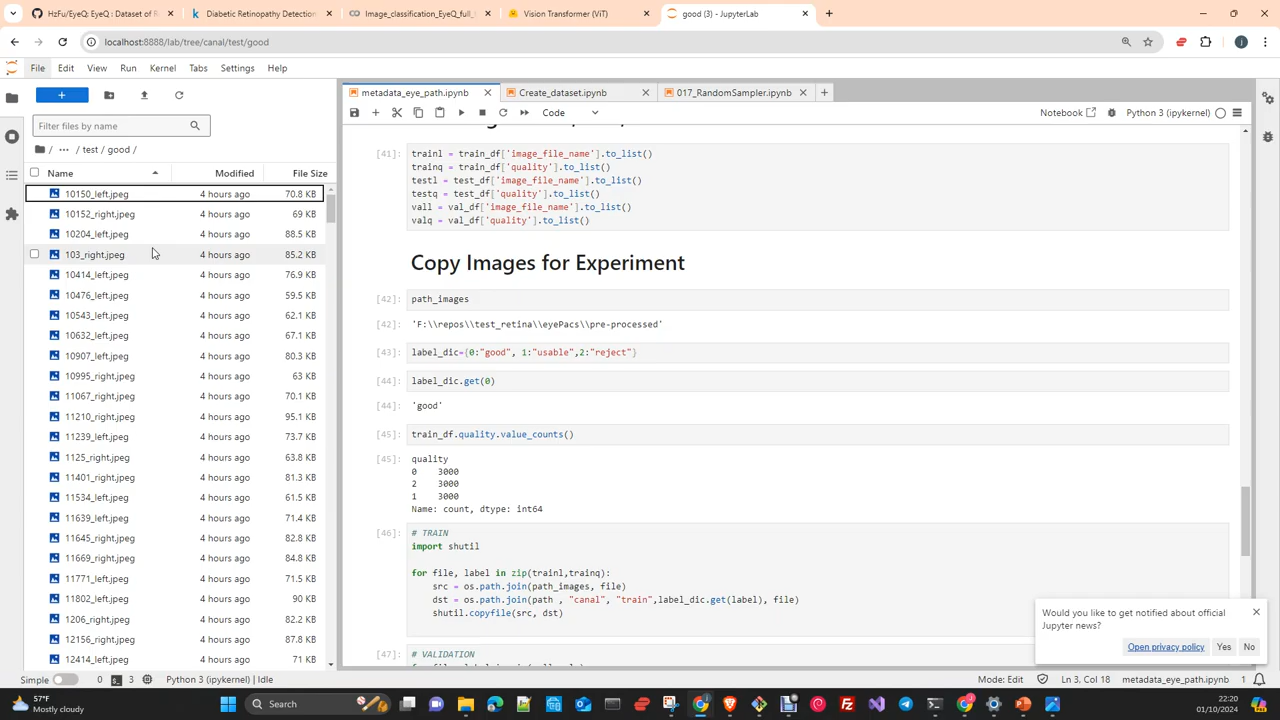 HzFu/EyeQ: EyeQ : Dataset of R
Diabetic Retinopathy Detection
Image_classification_EyeQ_full_
Vision Transformer (ViT)
good (3) - JupyterLab
localhost:8888/lab/tree/canal/test/good
File Edit View Run Kernel Tabs Settings Help
metadata_eye_path.ipynb
Create_dataset.ipynb
017_RandomSampler.ipynb
Code
Notebook
Python 3 (ipykernel)
Filter files by name
/ ··· / test / good /
Name Modified File Size
10150_left.jpeg 4 hours ago 70.8 KB
10152_right.jpeg 4 hours ago 69 KB
10204_left.jpeg 4 hours ago 88.5 KB
103_right.jpeg 4 hours ago 85.2 KB
10414_left.jpeg 4 hours ago 76.9 KB
10476_left.jpeg 4 hours ago 59.5 KB
10543_left.jpeg 4 hours ago 62.1 KB
10632_left.jpeg 4 hours ago 67.1 KB
10907_left.jpeg 4 hours ago 80.3 KB
10995_right.jpeg 4 hours ago 63 KB
11067_right.jpeg 4 hours ago 70.1 KB
11210_right.jpeg 4 hours ago 95.1 KB
11239_left.jpeg 4 hours ago 73.7 KB
1125_right.jpeg 4 hours ago 63.8 KB
11401_right.jpeg 4 hours ago 81.3 KB
11534_left.jpeg 4 hours ago 61.5 KB
11639_left.jpeg 4 hours ago 71.4 KB
11645_right.jpeg 4 hours ago 82.8 KB
11669_right.jpeg 4 hours ago 84.8 KB
11771_left.jpeg 4 hours ago 71.5 KB
11802_left.jpeg 4 hours ago 90 KB
1206_right.jpeg 4 hours ago 82.2 KB
12156_right.jpeg 4 hours ago 87.8 KB
12414_left.jpeg 4 hours ago 71 KB
[41]: trainl = train_df['image_file_name'].to_list()
trainq = train_df['quality'].to_list()
testl = test_df['image_file_name'].to_list()
testq = test_df['quality'].to_list()
vall = val_df['image_file_name'].to_list()
valq = val_df['quality'].to_list()
Copy Images for Experiment
[42]: path_images
[42]: 'F:\\repos\\test_retina\\eyePacs\\pre-processed'
[43]: label_dic={0:"good", 1:"usable",2:"reject"}
[44]: label_dic.get(0)
[44]: 'good'
[45]: train_df.quality.value_counts()
[45]: quality
0 3000
2 3000
1 3000
Name: count, dtype: int64
[46]: # TRAIN
import shutil
for file, label in zip(trainl,trainq):
src = os.path.join(path_images, file)
dst = os.path.join(path , "canal", "train",label_dic.get(label), file)
shutil.copyfile(src, dst)
[47]: # VALIDATION
Would you like to get notified about official
Jupyter news?
Open privacy policy Yes No
Simple 0 3 Python 3 (ipykernel) | Idle
Mode: Edit Ln 3, Col 18 metadata_eye_path.ipynb 1
57°F
Mostly cloudy
Search
22:20
01/10/2024